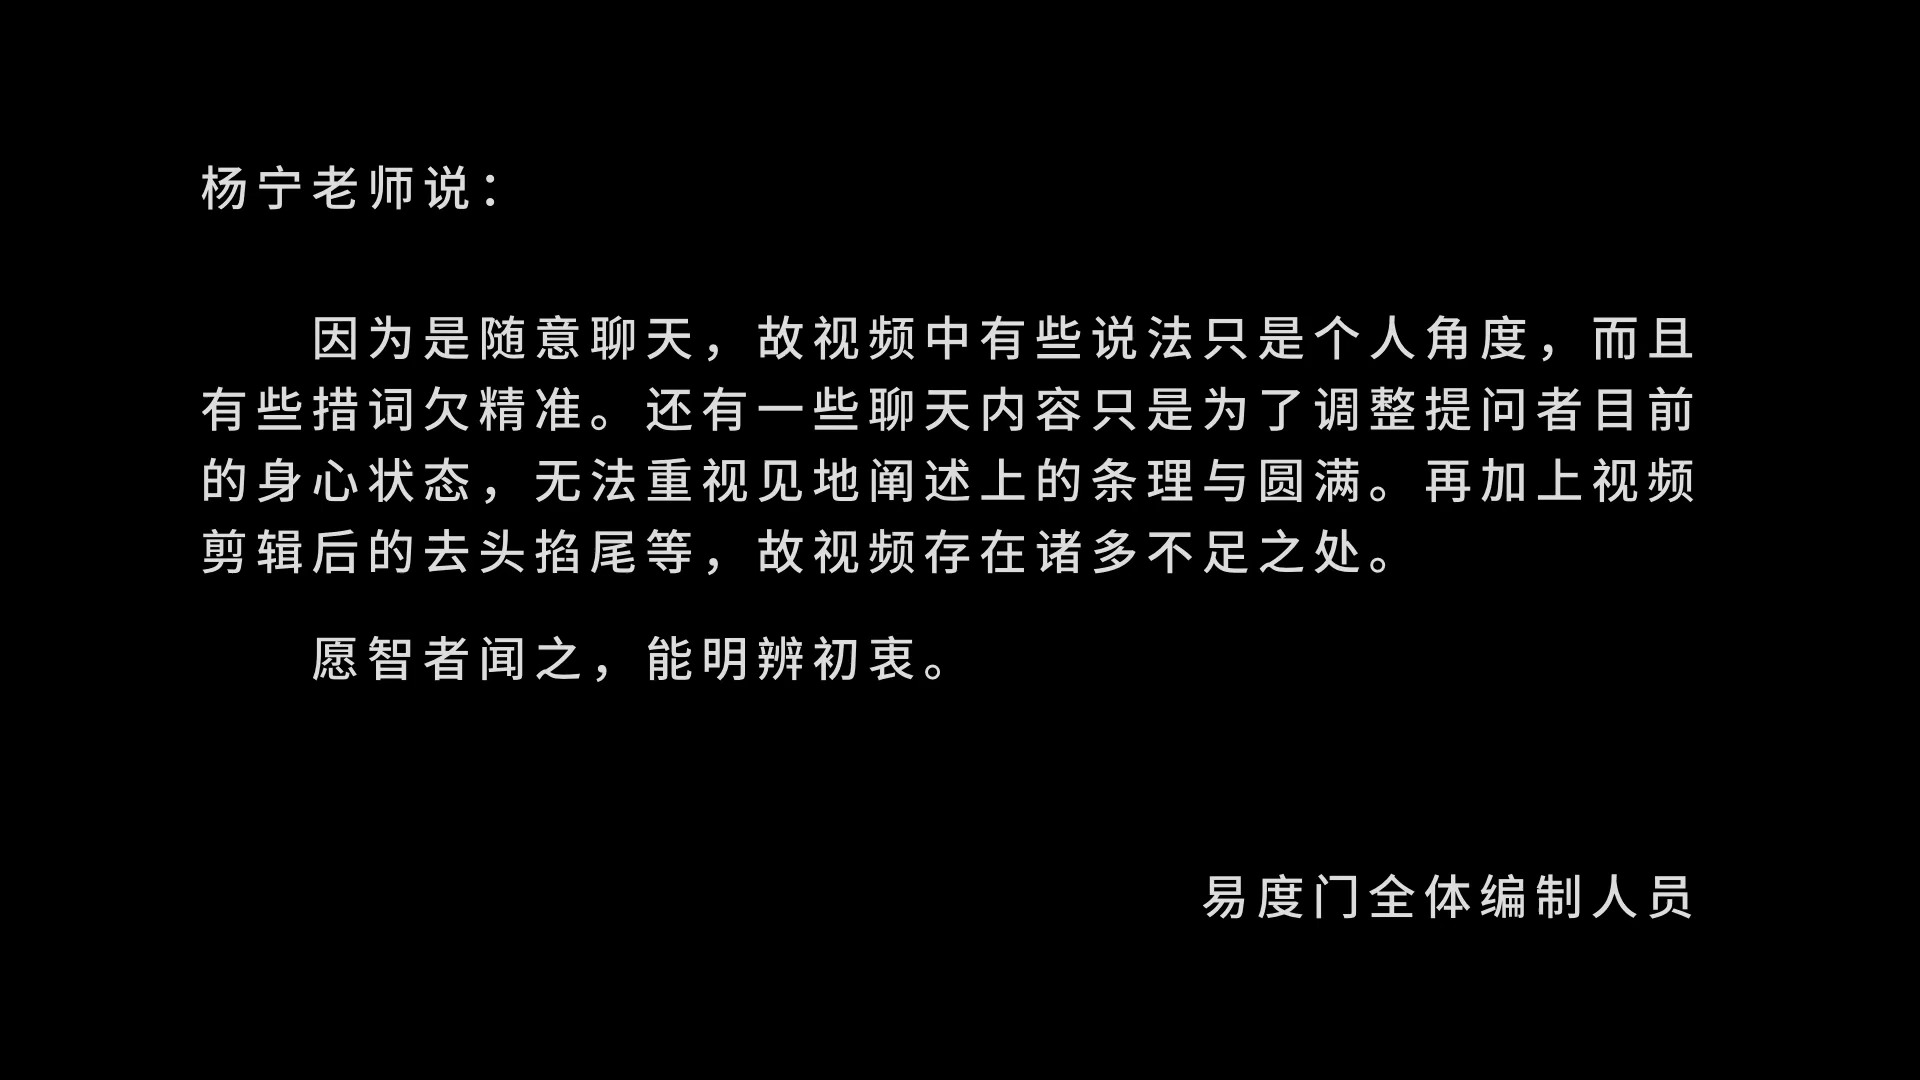 杨宁老师说：
因为是随意聊天，故视频中有些说法只是个人角度，而且
有些措词欠精准。还有一些聊天内容只是为了调整提问者目前
的身心状态，无法重视见地阐述上的条理与圆满。再加上视频
剪辑后的去头掐尾等，故视频存在诸多不足之处。
愿智者闻之，能明辨初衷。
易度门全体编制人员